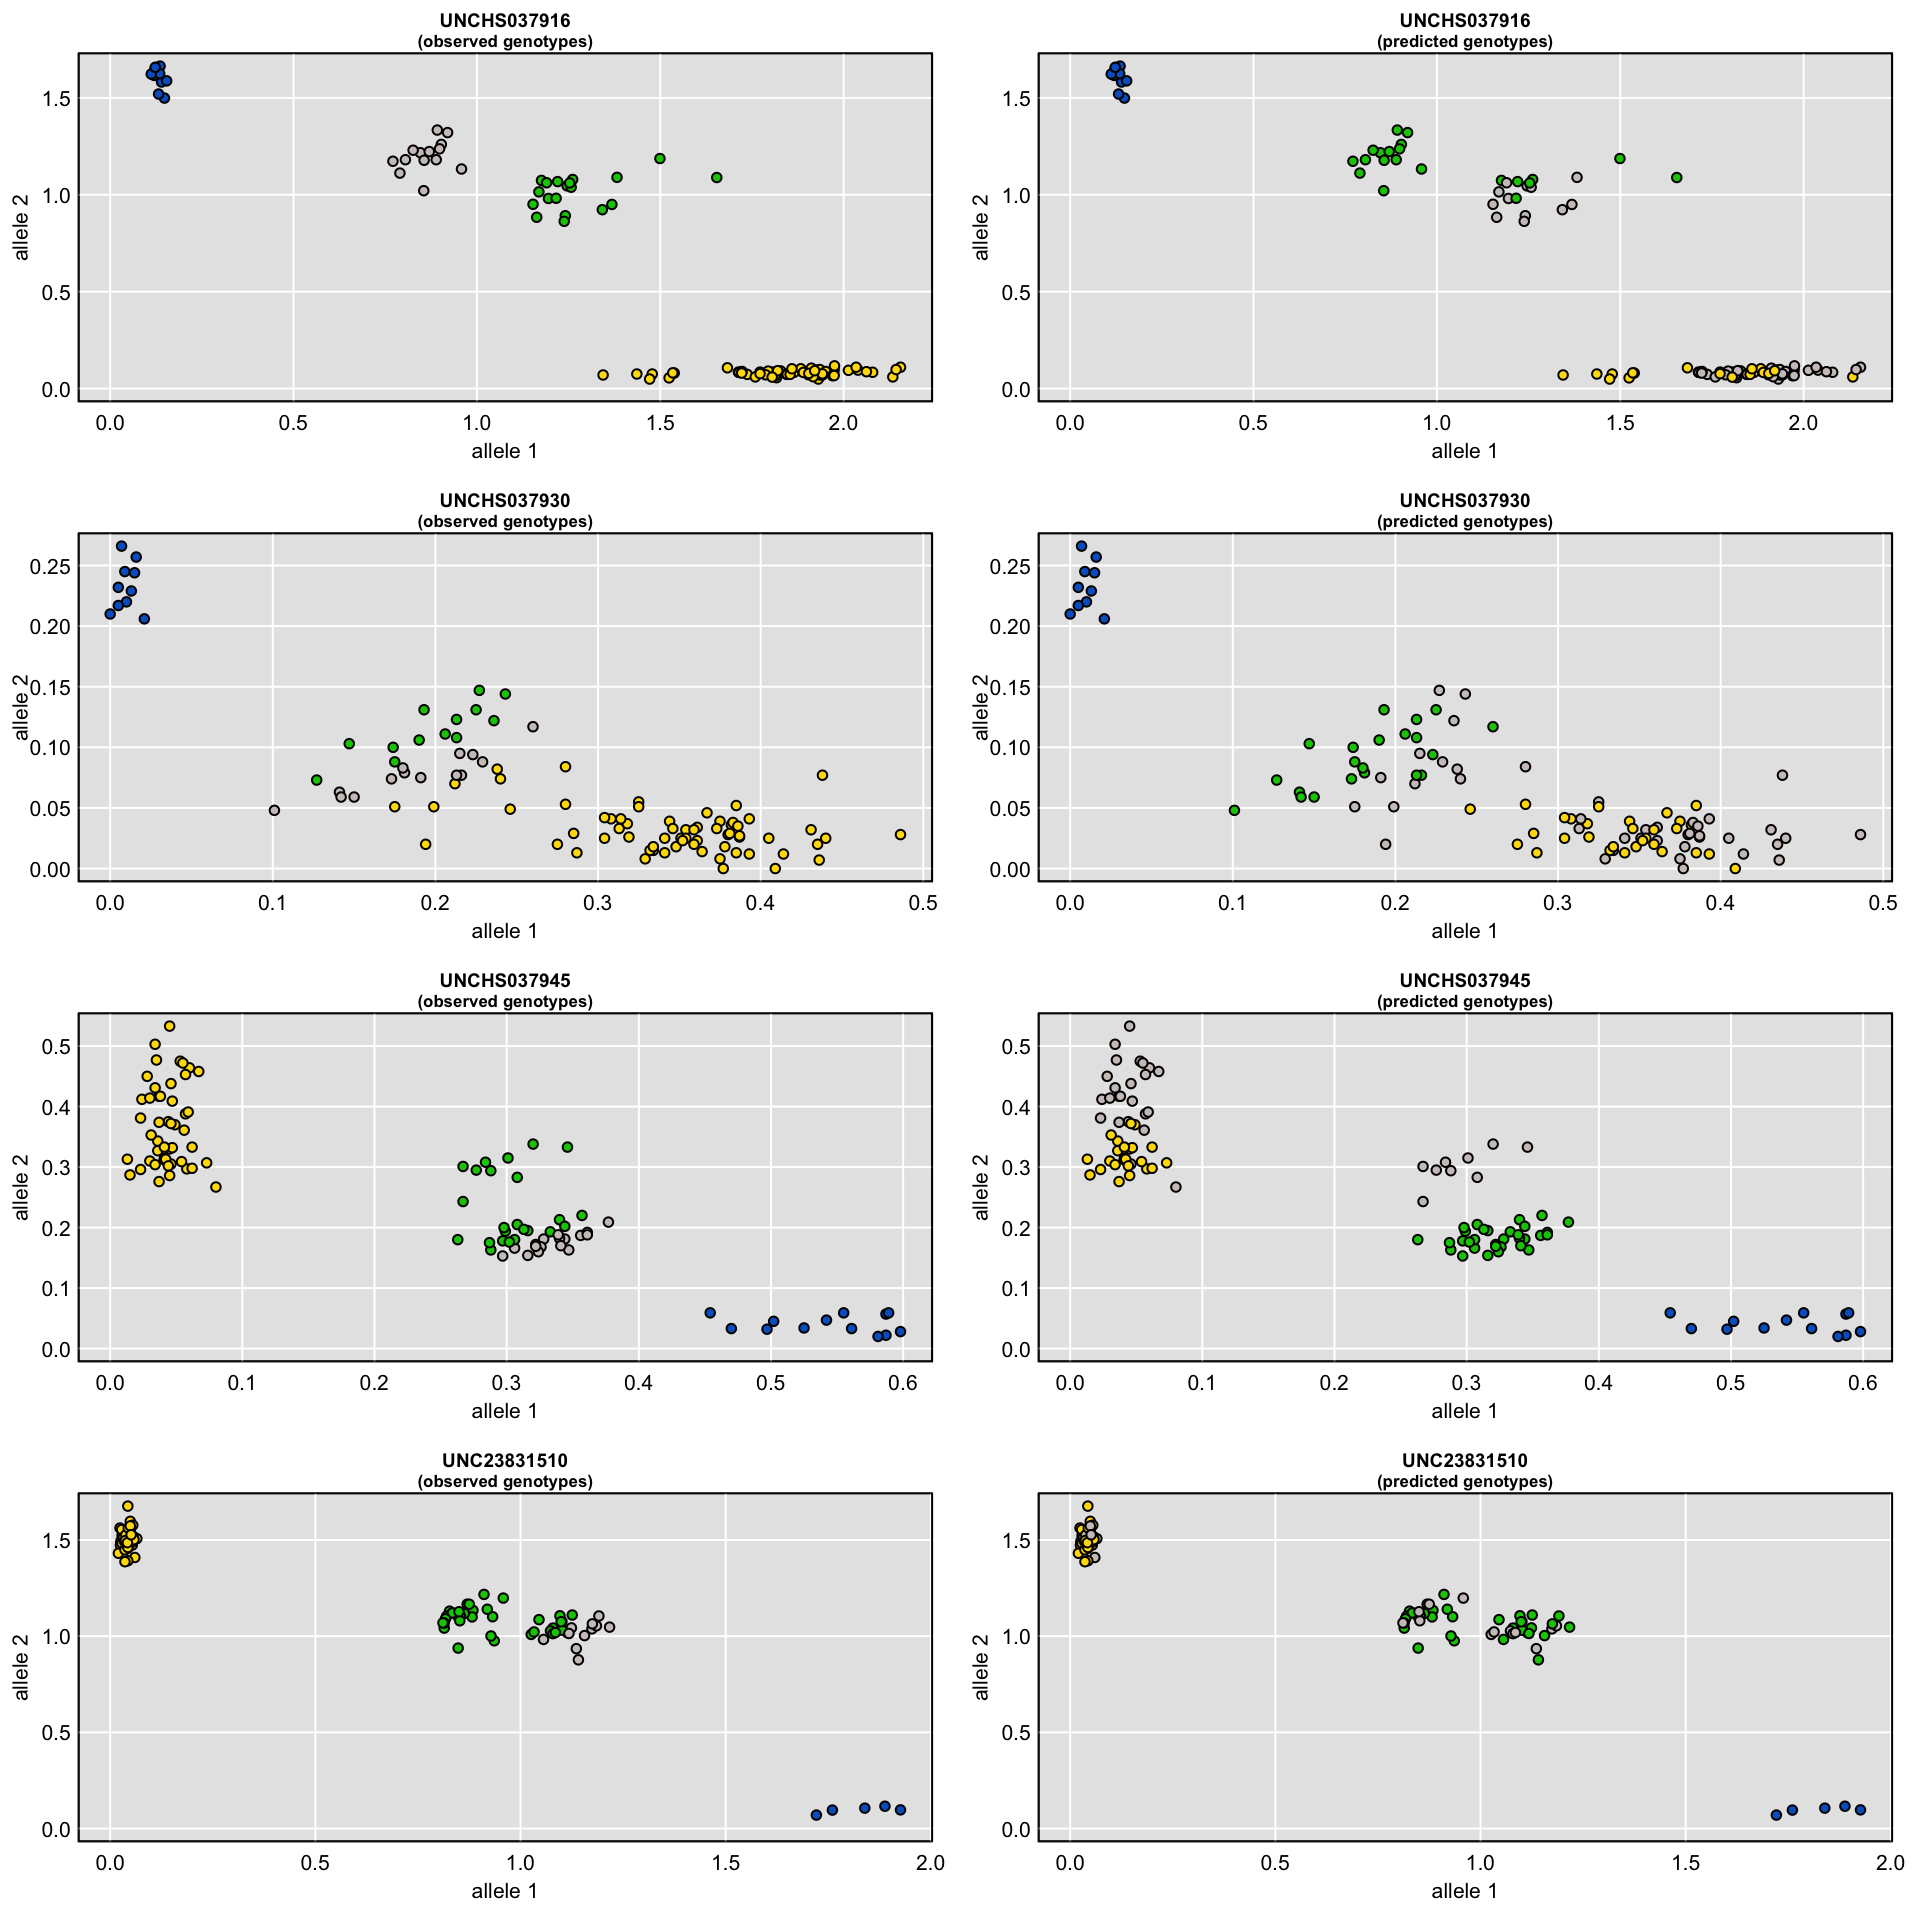 UNCHS037916
(observed genotypes)
allele 2
1.5
1.0
0.5
0.0
0.0 0.5 1.0 1.5 2.0
allele 1
UNCHS037916
(predicted genotypes)
allele 2
1.5
1.0
0.5
0.0
0.0 0.5 1.0 1.5 2.0
allele 1
UNCHS037930
(observed genotypes)
allele 2
0.25
0.20
0.15
0.10
0.05
0.00
0.0 0.1 0.2 0.3 0.4 0.5
allele 1
UNCHS037930
(predicted genotypes)
allele 2
0.25
0.20
0.15
0.10
0.05
0.00
0.0 0.1 0.2 0.3 0.4 0.5
allele 1
UNCHS037945
(observed genotypes)
allele 2
0.5
0.4
0.3
0.2
0.1
0.0
0.0 0.1 0.2 0.3 0.4 0.5 0.6
allele 1
UNCHS037945
(predicted genotypes)
allele 2
0.5
0.4
0.3
0.2
0.1
0.0
0.0 0.1 0.2 0.3 0.4 0.5 0.6
allele 1
UNC23831510
(observed genotypes)
allele 2
1.5
1.0
0.5
0.0
0.0 0.5 1.0 1.5 2.0
allele 1
UNC23831510
(predicted genotypes)
allele 2
1.5
1.0
0.5
0.0
0.0 0.5 1.0 1.5 2.0
allele 1